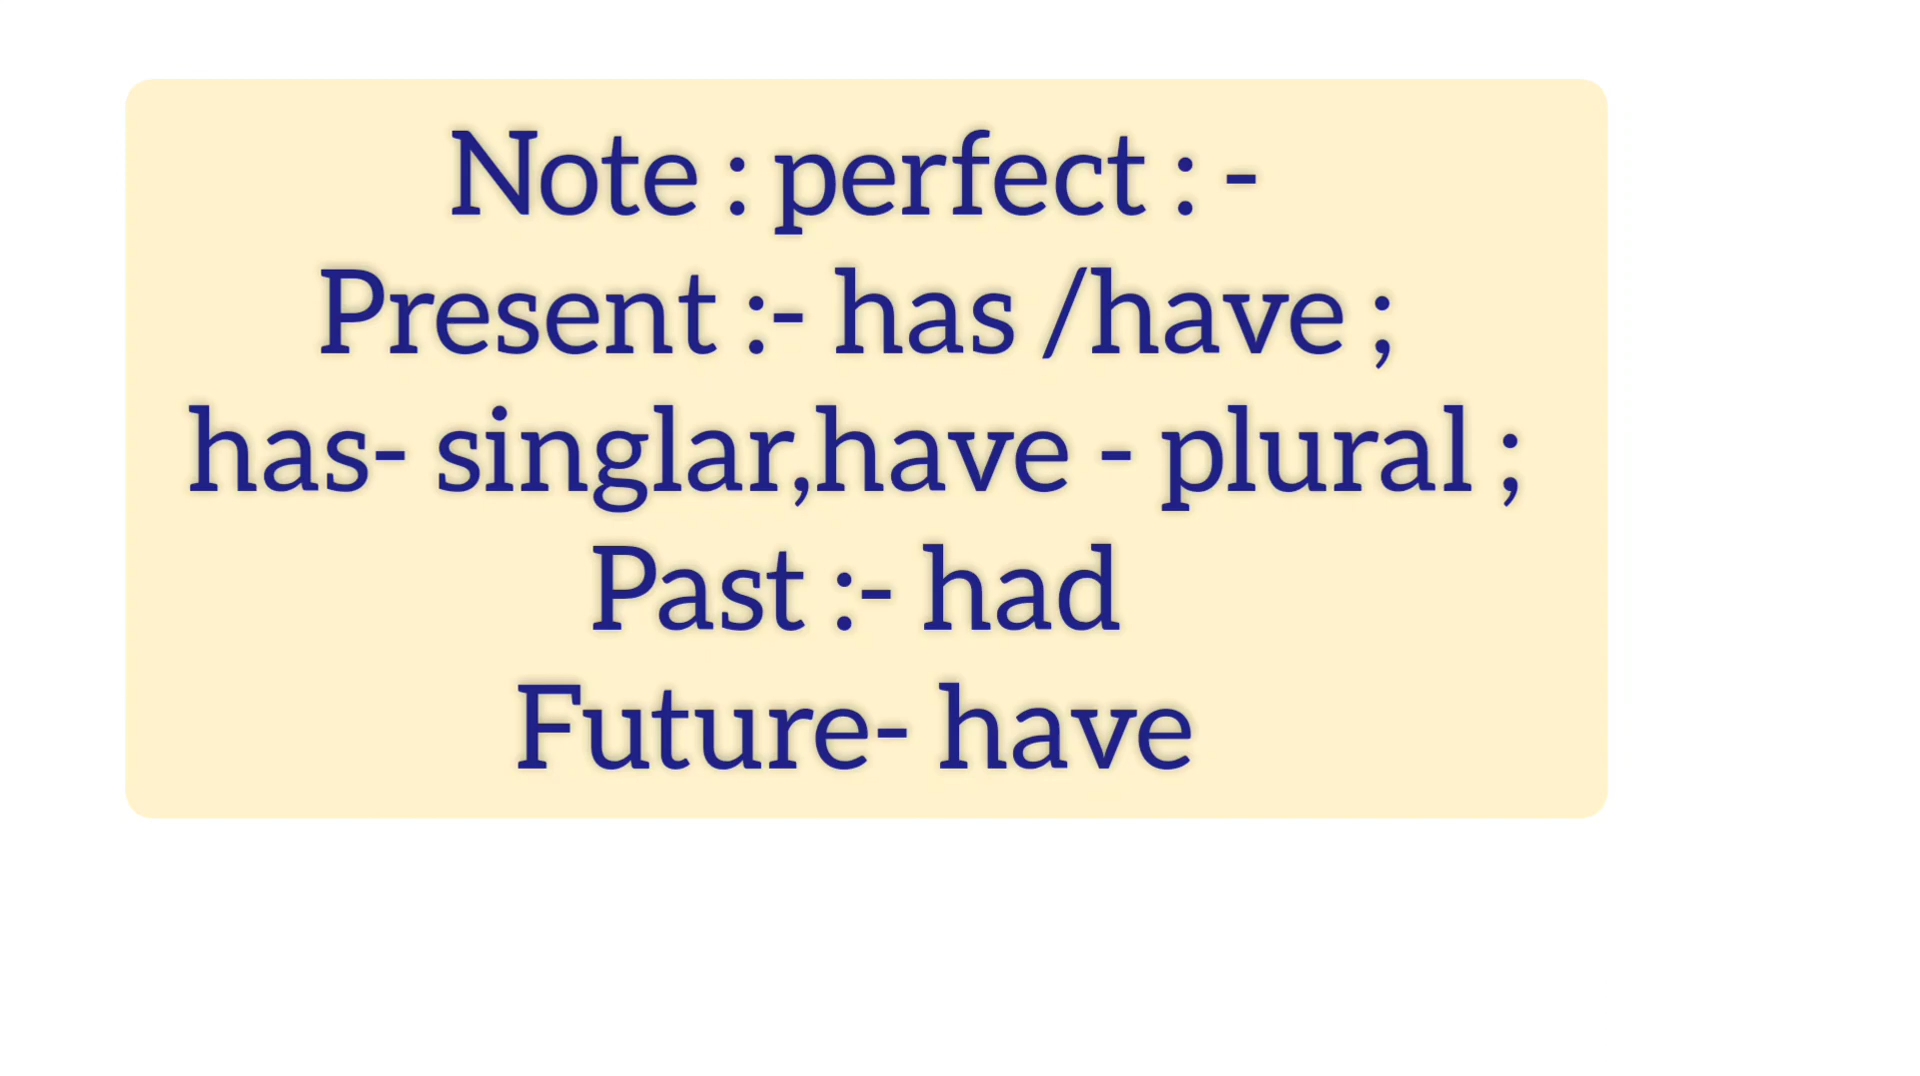 Note : perfect : -
Present :- has /have ;
has- singlar,have - plural ;
Past :- had
Future- have